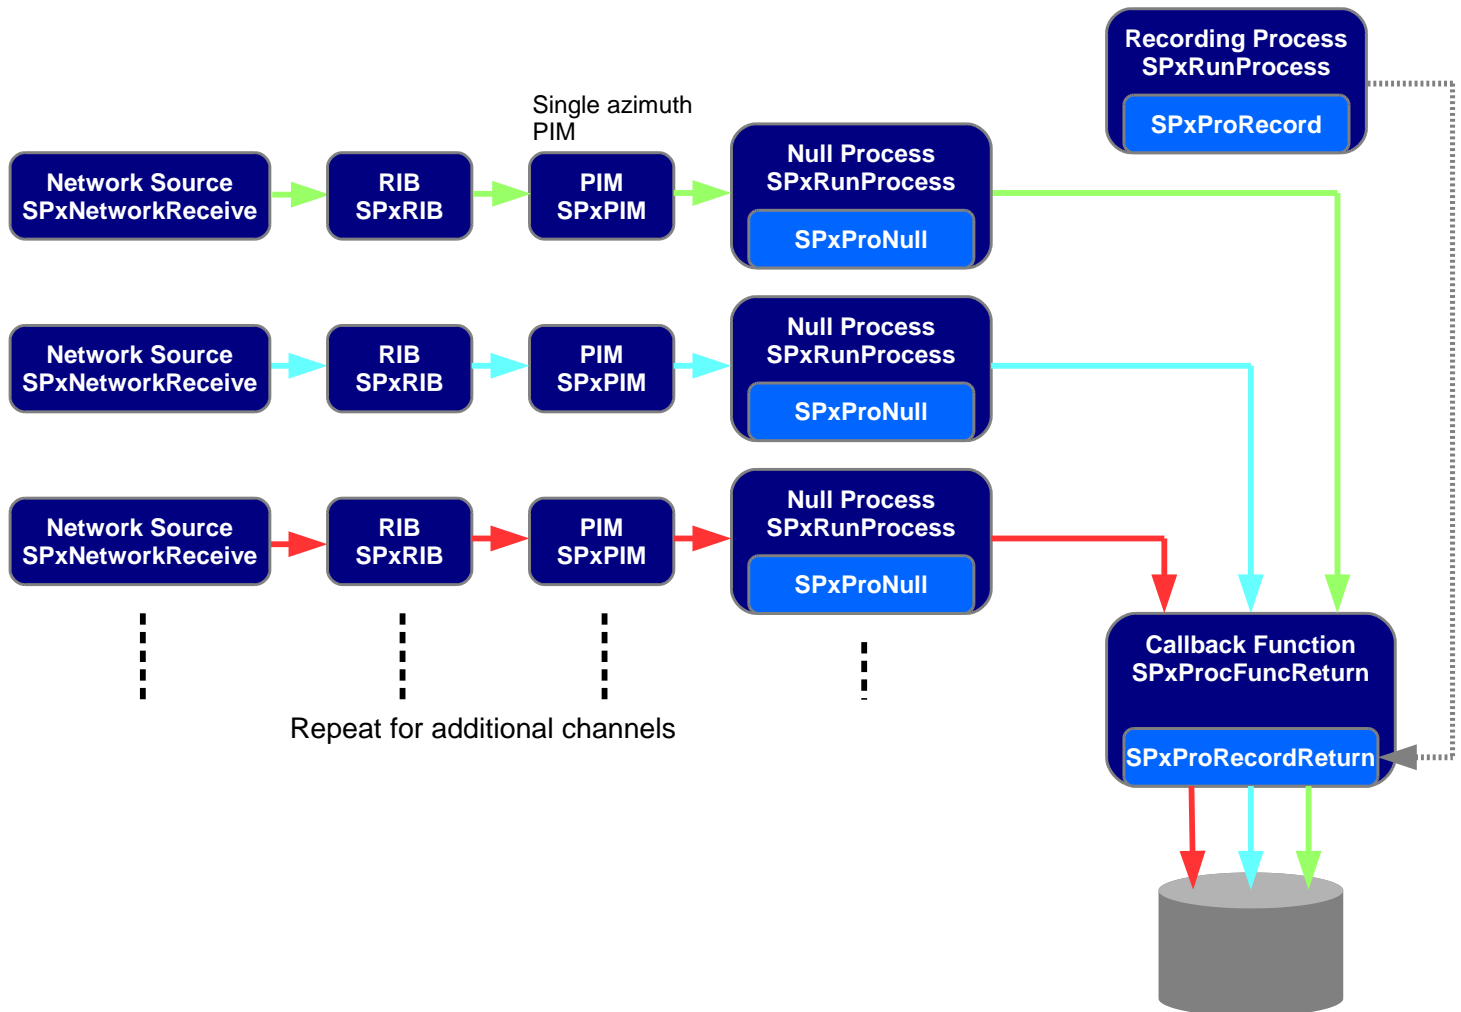 Recording Process
SPxRunProcess
SPxProRecord
Single azimuth
PIM
Network Source
SPxNetworkReceive
RIB
SPxRIB
PIM
SPxPIM
Null Process
SPxRunProcess
SPxProNull
Network Source
SPxNetworkReceive
RIB
SPxRIB
PIM
SPxPIM
Null Process
SPxRunProcess
SPxProNull
Network Source
SPxNetworkReceive
RIB
SPxRIB
PIM
SPxPIM
Null Process
SPxRunProcess
SPxProNull
Repeat for additional channels
Callback Function
SPxProcFuncReturn
SPxProRecordReturn